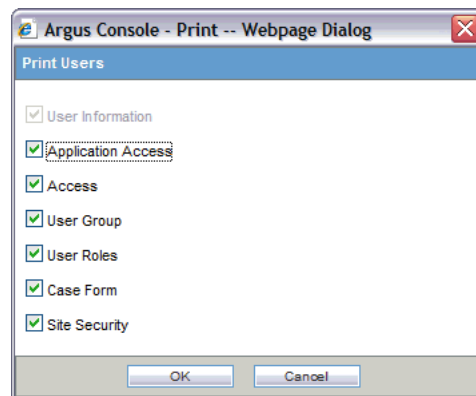 Argus Console - Print -- Webpage Dialog
Print Users
User Information
Application Access
Access
User Group
User Roles
Case Form
Site Security
OK Cancel